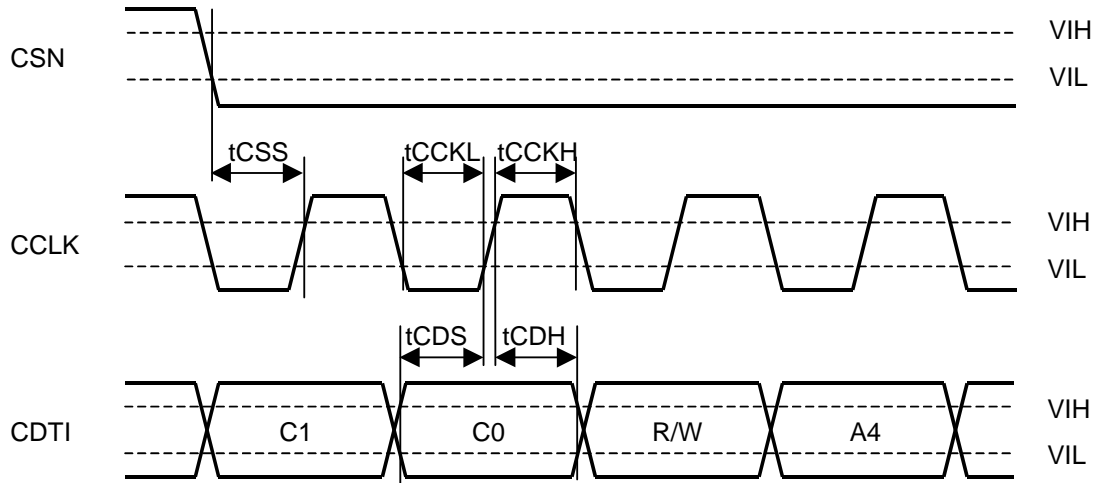 VIH
CSN
VIL
tCSS
tCCKL
tCCKH
VIH
CCLK
VIL
tCDS
tCDH
VIH
CDTI
C1
C0
R/W
A4
VIL